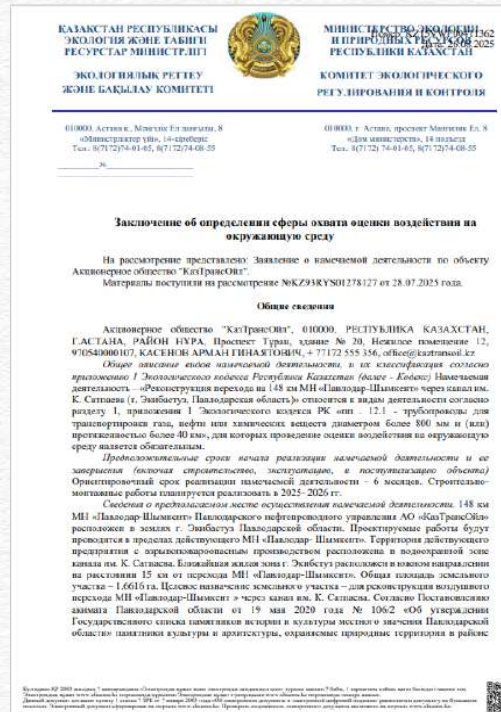 ҚАЗАҚСТАН РЕСПУБЛИКАСЫ
ЭКОЛОГИЯ ЖӘНЕ ТАБИҒИ
РЕСУРСТАР МИНИСТРЛІГІ
ЭКОЛОГИЯЛЫҚ РЕТТЕУ
ЖӘНЕ БАҚЫЛАУ КОМИТЕТІ
МИНИСТЕРСТВО ЭКОЛОГИИ
И ПРИРОДНЫХ РЕСУРСОВ
РЕСПУБЛИКИ КАЗАХСТАН
КОМИТЕТ ЭКОЛОГИЧЕСКОГО
РЕГУЛИРОВАНИЯ И КОНТРОЛЯ
010000, Астана қ., Мәңгілік Ел даңғылы, 8
«Министрліктер үйі», 14-кіреберіс
Тел.: 8(7172)74-01-05, 8(7172)74-08-55
010000, г. Астана, проспект Мангилик Ел, 8
«Дом министерств», 14 подъезд
Тел.: 8(7172) 74-01-05, 8(7172)74-08-55
Заключение об определении сферы охвата оценки воздействия на
окружающую среду
На рассмотрение представлено: Заявление о намечаемой деятельности по объекту
Акционерное общество "КазТрансОйл".
Материалы поступили на рассмотрение №KZ93RYS01278127 от 28.07.2025 года.
Общие сведения
Акционерное общество "КазТрансОйл", 010000, РЕСПУБЛИКА КАЗАХСТАН,
Г.АСТАНА, РАЙОН НУРА, Проспект Тұран, здание № 20, Нежилое помещение 12,
970540000107, КАСЕНОВ АРМАН ГИНАЯТОВИЧ, + 77172 555 356, office@kaztransoil.kz
Общее описание видов намечаемой деятельности, и их классификация согласно
приложению 1 Экологического кодекса Республики Казахстан (далее - Кодекс) Намечаемая
деятельность – «Реконструкция перехода на 148 км МН «Павлодар-Шымкент» через канал им.
К. Сатпаева (г. Экибастуз, Павлодарская область)» относится к видам деятельности согласно
разделу 1, приложения 1 Экологического кодекса РК «пп . 12.1 - трубопроводы для
транспортировки газа, нефти или химических веществ диаметром более 800 мм и (или)
протяженностью более 40 км», для которых проведение оценки воздействия на окружающую
среду является обязательным.
Предположительные сроки начала реализации намечаемой деятельности и ее
завершения (включая строительство, эксплуатацию, и постутилизацию объекта)
Ориентировочный срок реализации намечаемой деятельности - 6 месяцев. Строительно-
монтажные работы планируется реализовать в 2025- 2026 гг.
Сведения о предполагаемом месте осуществления намечаемой деятельности. 148 км
МН «Павлодар-Шымкент» Павлодарского нефтепроводного управления АО «КазТрансОйл»
расположен в землях г. Экибастуз Павлодарской области. Проектируемые работы будут
проводится в пределах действующего МН «Павлодар- Шымкент». Территория действующего
предприятия с взрывопожароопасным производством расположена в водоохранной зоне
канала им. К. Сатпаева. Ближайшая жилая зона г. Экибастуз расположен в южном направлении
на расстоянии 15 км от перехода МН «Павлодар-Шымкент». Общая площадь земельного
участка – 1,6616 га. Целевое назначение земельного участка – для реконструкция воздушного
перехода МН «Павлодар-Шымкент » через канал им. К. Сатпаева. Согласно Постановлению
акимата Павлодарской области от 19 мая 2020 года № 106/2 «Об утверждении
Государственного списка памятников истории и культуры местного значения Павлодарской
области» памятники культуры и архитектуры, охраняемые природные территории в районе